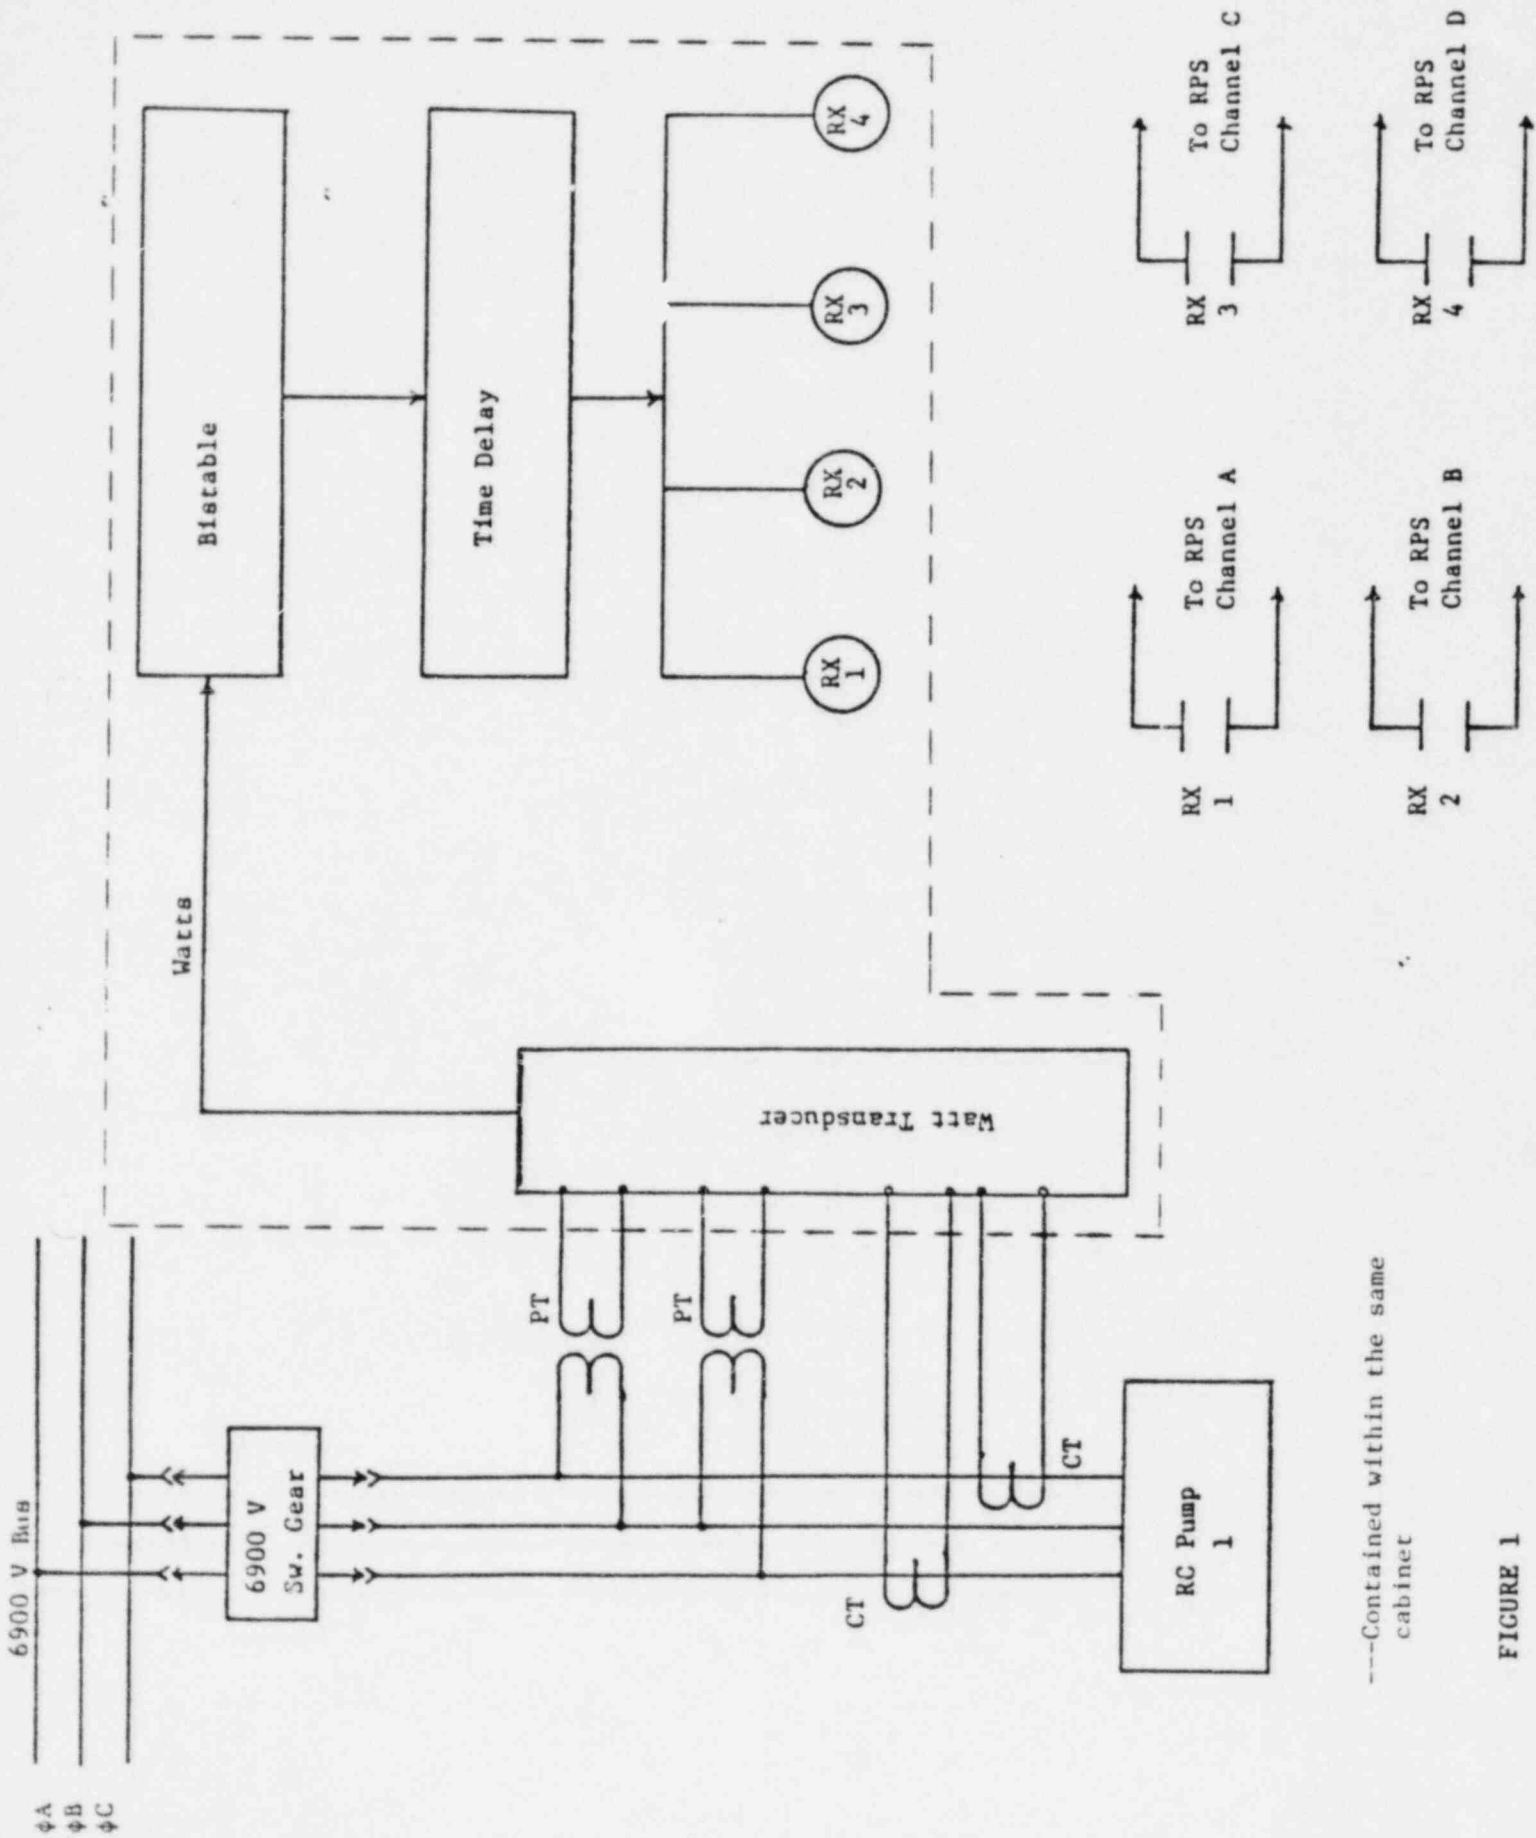 6900 V Bus
φA
φB
φC
6900 V
Sw. Gear
PT
PT
CT
CT
RC Pump
1
Watt Transducer
Watts
Bistable
Time Delay
RX
1
RX
2
RX
3
RX
4
RX
1
To RPS
Channel A
RX
2
To RPS
Channel B
RX
3
To RPS
Channel C
RX
4
To RPS
Channel D
---Contained within the same
cabinet
FIGURE 1